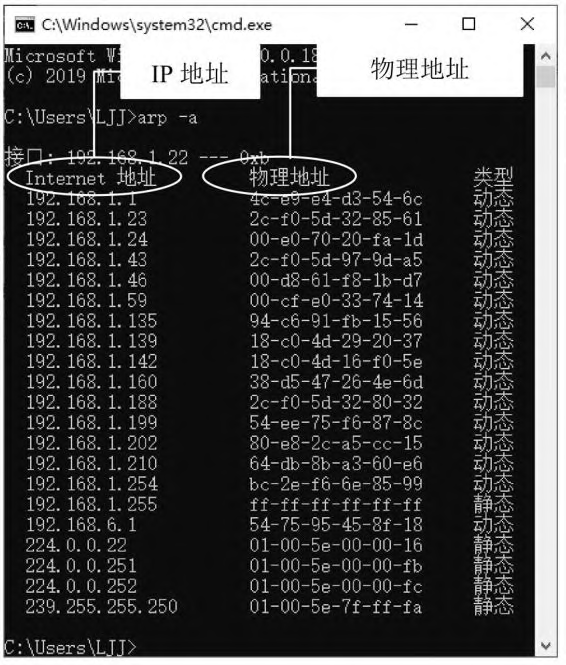 C:\Windows\system32\cmd.exe
Microsoft 0.0.18
IP 地址
物理地址
(c) 2019
C:\Users\LJJ>arp -a
接口: 192.168.1.22 --- 0xb
Internet 地址 物理地址 类型
192.168.1.1 4c-e9-e4-d3-54-6c 动态
192.168.1.23 2c-f0-5d-32-85-61 动态
192.168.1.24 00-e0-70-20-fa-1d 动态
192.168.1.43 2c-f0-5d-97-9d-a5 动态
192.168.1.46 00-d8-61-f8-1b-d7 动态
192.168.1.59 00-cf-e0-33-74-14 动态
192.168.1.135 94-c6-91-fb-15-56 动态
192.168.1.139 18-c0-4d-29-20-37 动态
192.168.1.142 18-c0-4d-16-f0-5e 动态
192.168.1.160 38-d5-47-26-4e-6d 动态
192.168.1.188 2c-f0-5d-32-80-32 动态
192.168.1.199 54-ee-75-f6-87-8c 动态
192.168.1.202 80-e8-2c-a5-cc-15 动态
192.168.1.210 64-db-8b-a3-60-e6 动态
192.168.1.254 bc-2e-f6-6e-85-99 动态
192.168.1.255 ff-ff-ff-ff-ff-ff 静态
192.168.6.1 54-75-95-45-8f-18 动态
224.0.0.22 01-00-5e-00-00-16 静态
224.0.0.251 01-00-5e-00-00-fb 静态
224.0.0.252 01-00-5e-00-00-fc 静态
239.255.255.250 01-00-5e-7f-ff-fa 静态
C:\Users\LJJ>